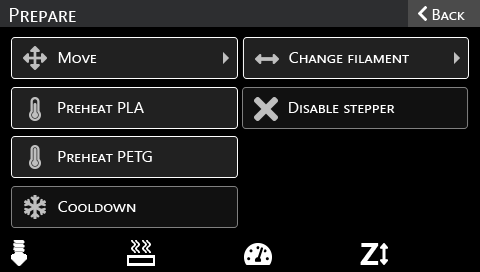 Prepare
Back
Move
Change filament
Preheat PLA
Disable stepper
Preheat PETG
Cooldown
Z